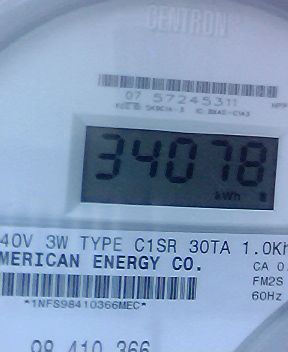 CENTRON
07 57245311
34078
kWh
40V 3W TYPE C1SR 30TA 1.0Kh
MERICAN ENERGY CO.
CA 0.
FM2S
60Hz
*1NFS98410366MEC*
98 410 366